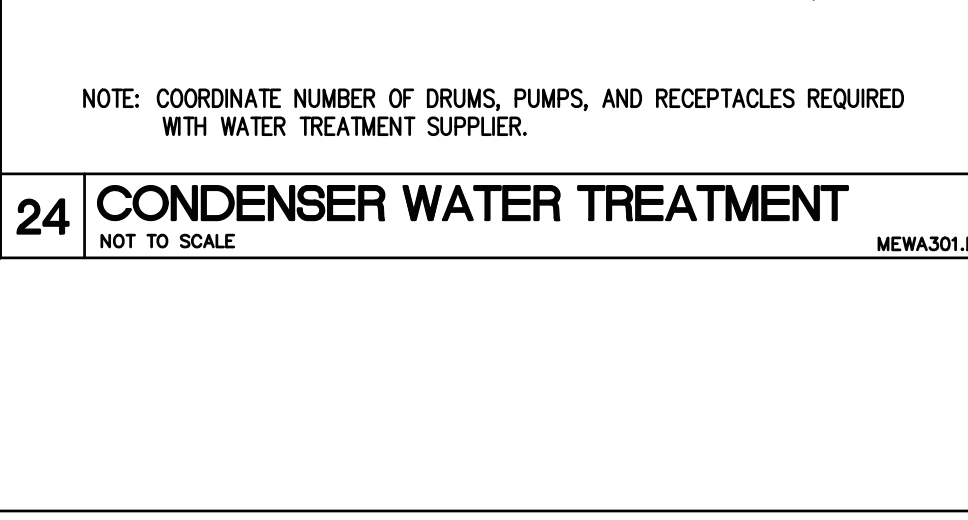 NOTE: COORDINATE NUMBER OF DRUMS, PUMPS, AND RECEPTACLES REQUIRED
WITH WATER TREATMENT SUPPLIER.
24 CONDENSER WATER TREATMENT
NOT TO SCALE
MEWA301.